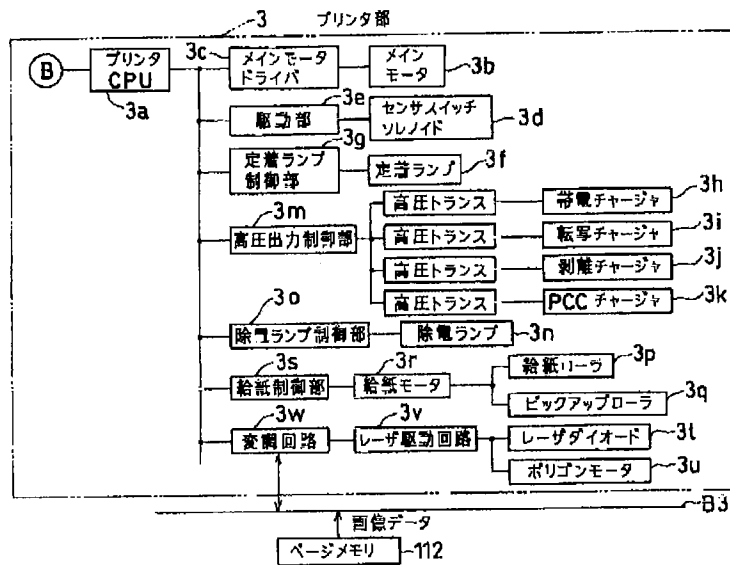 3 プリンタ部
B
プリンタ
CPU
3a
3c
メインモータ
ドライバ
メイン
モータ
3b
3e
駆動部
センサスイッチ
ソレノイド
3d
3g
定着ランプ
制御部
定着ランプ
3f
3m
高圧出力制御部
高圧トランス
帯電チャージャ
3h
高圧トランス
転写チャージャ
3i
高圧トランス
剥離チャージャ
3j
高圧トランス
PCCチャージャ
3k
3o
除電ランプ制御部
除電ランプ
3n
3s
給紙制御部
3r
給紙モータ
給紙ローラ
3p
ピックアップローラ
3q
3w
変調回路
3v
レーザ駆動回路
レーザダイオード
3t
ポリゴンモータ
3u
B3
画像データ
ページメモリ
112